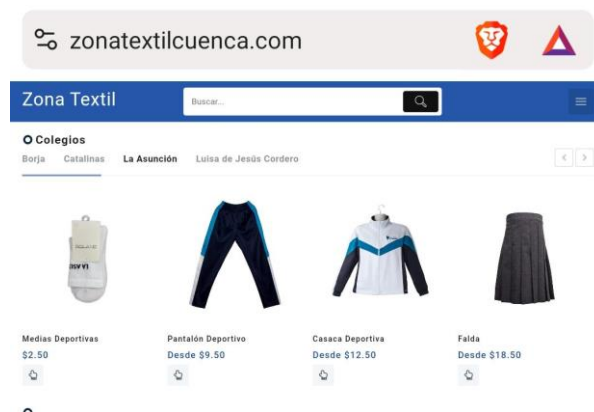 zonatextilcuenca.com
Zona Textil
Buscar...
Colegios
Borja Catalinas La Asunción Luisa de Jesús Cordero
Medias Deportivas Pantalón Deportivo Casaca Deportiva Falda
$2.50 Desde $9.50 Desde $12.50 Desde $18.50